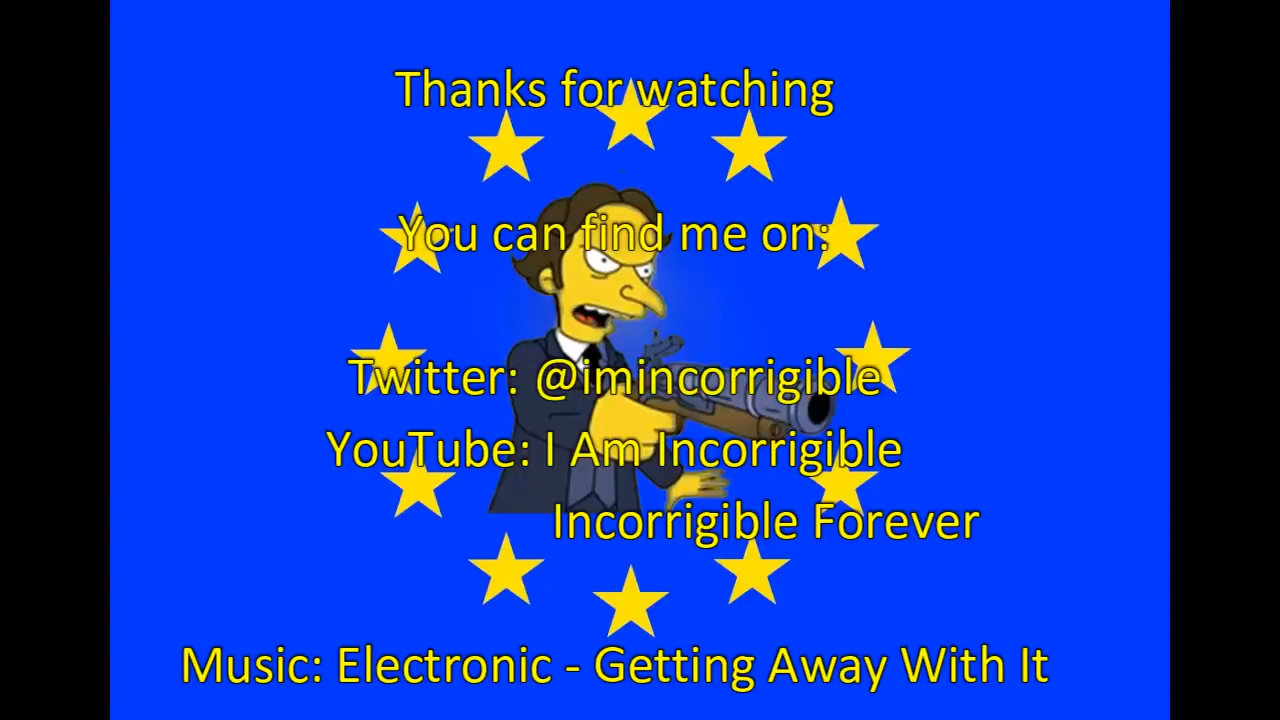 Thanks for watching
You can find me on:
Twitter: @imincorrigible
YouTube: I Am Incorrigible
Incorrigible Forever
Music: Electronic - Getting Away With It